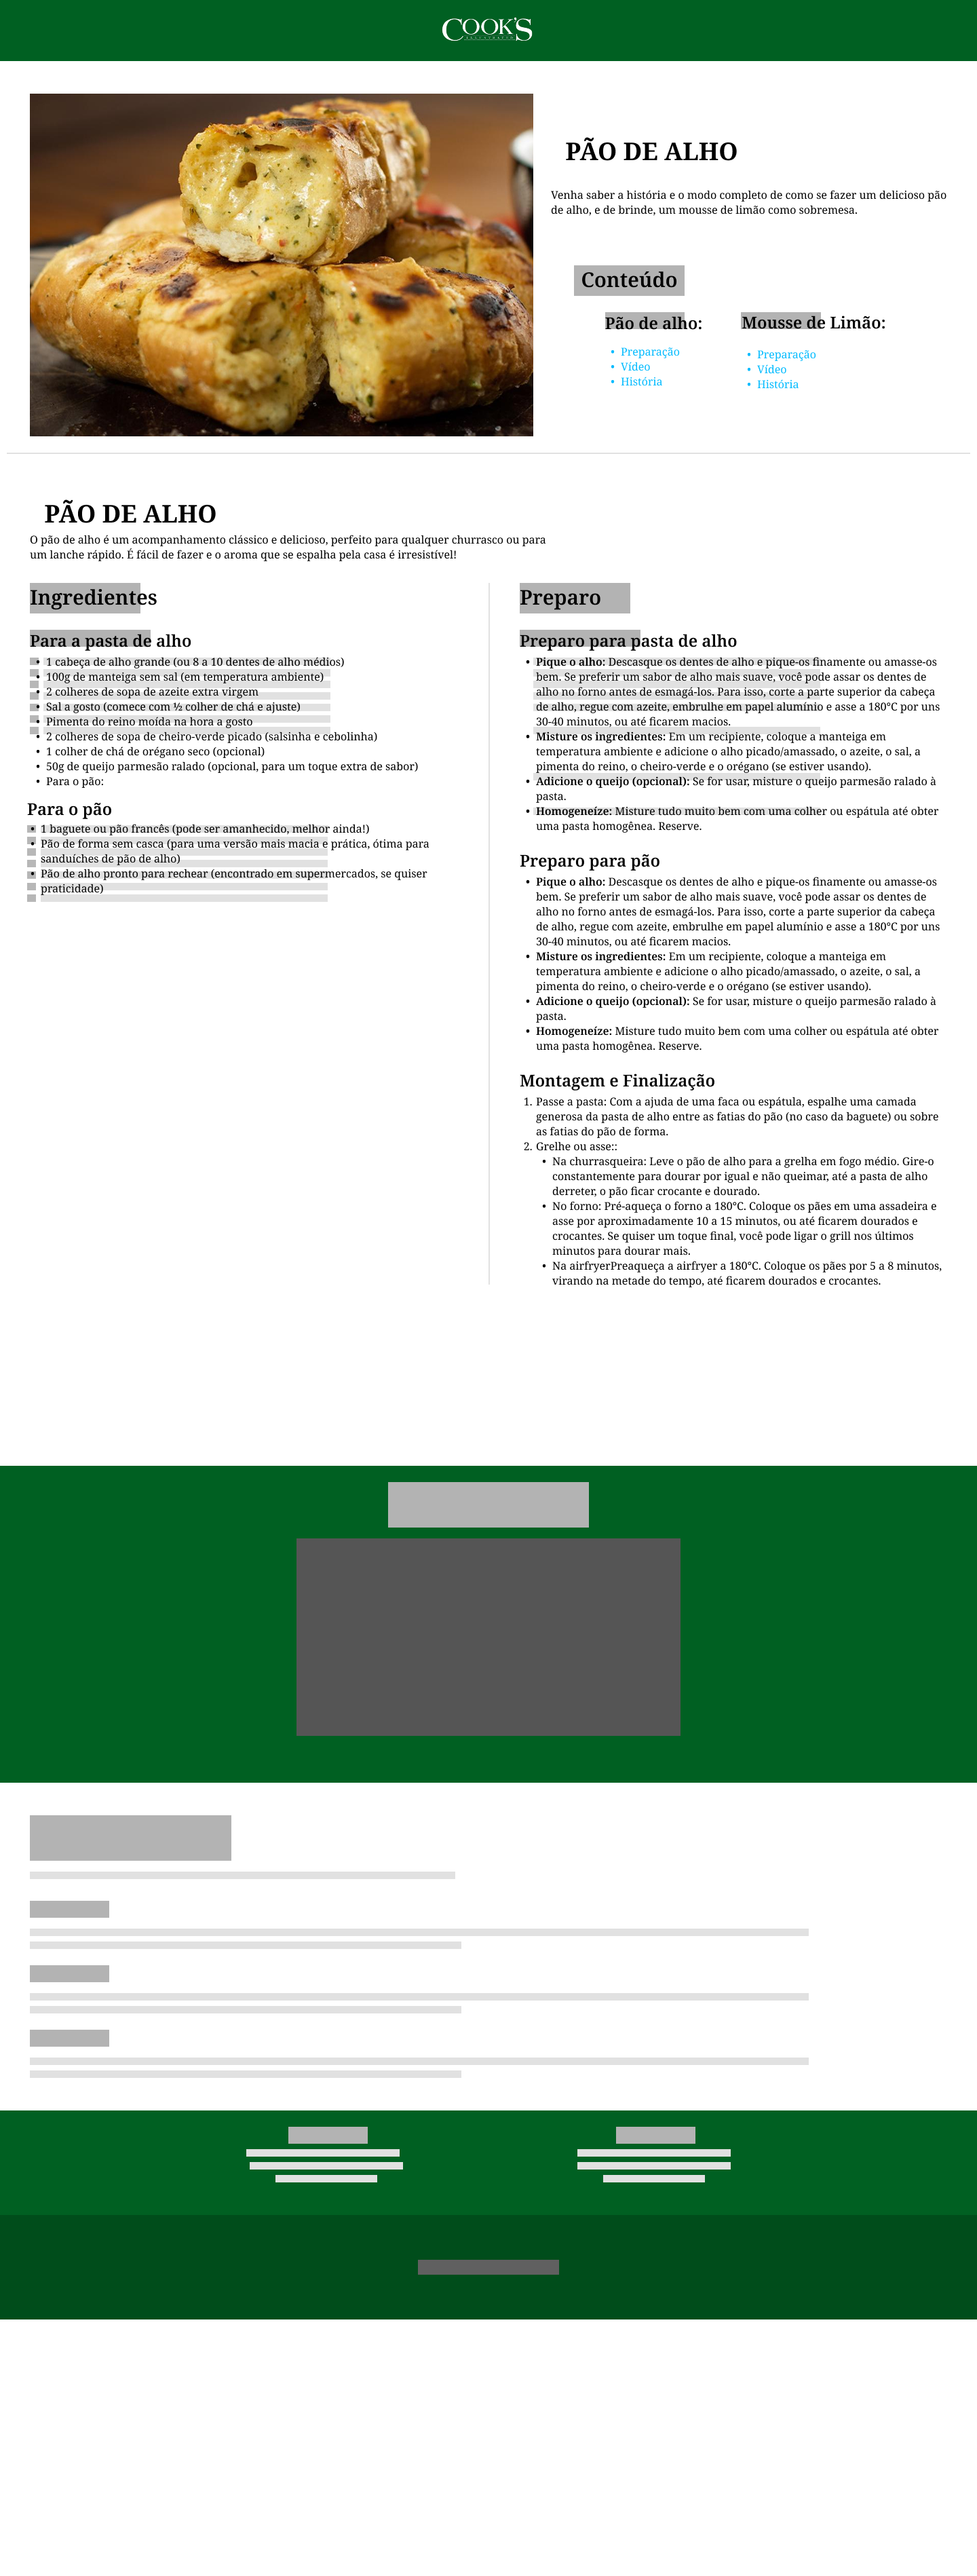 COOK'S
PÃO DE ALHO
Venha saber a história e o modo completo de como se fazer um delicioso pão
de alho, e de brinde, um mousse de limão como sobremesa.
Conteúdo
Pão de alho:
• Preparação
• Vídeo
• História
Mousse de Limão:
• Preparação
• Vídeo
• História
PÃO DE ALHO
O pão de alho é um acompanhamento clássico e delicioso, perfeito para qualquer churrasco ou para
um lanche rápido. É fácil de fazer e o aroma que se espalha pela casa é irresistível!
Ingredientes
Para a pasta de alho
• 1 cabeça de alho grande (ou 8 a 10 dentes de alho médios)
• 100g de manteiga sem sal (em temperatura ambiente)
• 2 colheres de sopa de azeite extra virgem
• Sal a gosto (comece com ½ colher de chá e ajuste)
• Pimenta do reino moída na hora a gosto
• 2 colheres de sopa de cheiro-verde picado (salsinha e cebolinha)
• 1 colher de chá de orégano seco (opcional)
• 50g de queijo parmesão ralado (opcional, para um toque extra de sabor)
• Para o pão:
Para o pão
• 1 baguete ou pão francês (pode ser amanhecido, melhor ainda!)
• Pão de forma sem casca (para uma versão mais macia e prática, ótima para
sanduíches de pão de alho)
• Pão de alho pronto para rechear (encontrado em supermercados, se quiser
praticidade)
Preparo
Preparo para pasta de alho
• Pique o alho: Descasque os dentes de alho e pique-os finamente ou amasse-os
bem. Se preferir um sabor de alho mais suave, você pode assar os dentes de
alho no forno antes de esmagá-los. Para isso, corte a parte superior da cabeça
de alho, regue com azeite, embrulhe em papel alumínio e asse a 180°C por uns
30-40 minutos, ou até ficarem macios.
• Misture os ingredientes: Em um recipiente, coloque a manteiga em
temperatura ambiente e adicione o alho picado/amassado, o azeite, o sal, a
pimenta do reino, o cheiro-verde e o orégano (se estiver usando).
• Adicione o queijo (opcional): Se for usar, misture o queijo parmesão ralado à
pasta.
• Homogeneíze: Misture tudo muito bem com uma colher ou espátula até obter
uma pasta homogênea. Reserve.
Preparo para pão
• Pique o alho: Descasque os dentes de alho e pique-os finamente ou amasse-os
bem. Se preferir um sabor de alho mais suave, você pode assar os dentes de
alho no forno antes de esmagá-los. Para isso, corte a parte superior da cabeça
de alho, regue com azeite, embrulhe em papel alumínio e asse a 180°C por uns
30-40 minutos, ou até ficarem macios.
• Misture os ingredientes: Em um recipiente, coloque a manteiga em
temperatura ambiente e adicione o alho picado/amassado, o azeite, o sal, a
pimenta do reino, o cheiro-verde e o orégano (se estiver usando).
• Adicione o queijo (opcional): Se for usar, misture o queijo parmesão ralado à
pasta.
• Homogeneíze: Misture tudo muito bem com uma colher ou espátula até obter
uma pasta homogênea. Reserve.
Montagem e Finalização
1. Passe a pasta: Com a ajuda de uma faca ou espátula, espalhe uma camada
generosa da pasta de alho entre as fatias do pão (no caso da baguete) ou sobre
as fatias do pão de forma.
2. Grelhe ou asse::
• Na churrasqueira: Leve o pão de alho para a grelha em fogo médio. Gire-o
constantemente para dourar por igual e não queimar, até a pasta de alho
derreter, o pão ficar crocante e dourado.
• No forno: Pré-aqueça o forno a 180°C. Coloque os pães em uma assadeira e
asse por aproximadamente 10 a 15 minutos, ou até ficarem dourados e
crocantes. Se quiser um toque final, você pode ligar o grill nos últimos
minutos para dourar mais.
• Na airfryerPreaqueça a airfryer a 180°C. Coloque os pães por 5 a 8 minutos,
virando na metade do tempo, até ficarem dourados e crocantes.